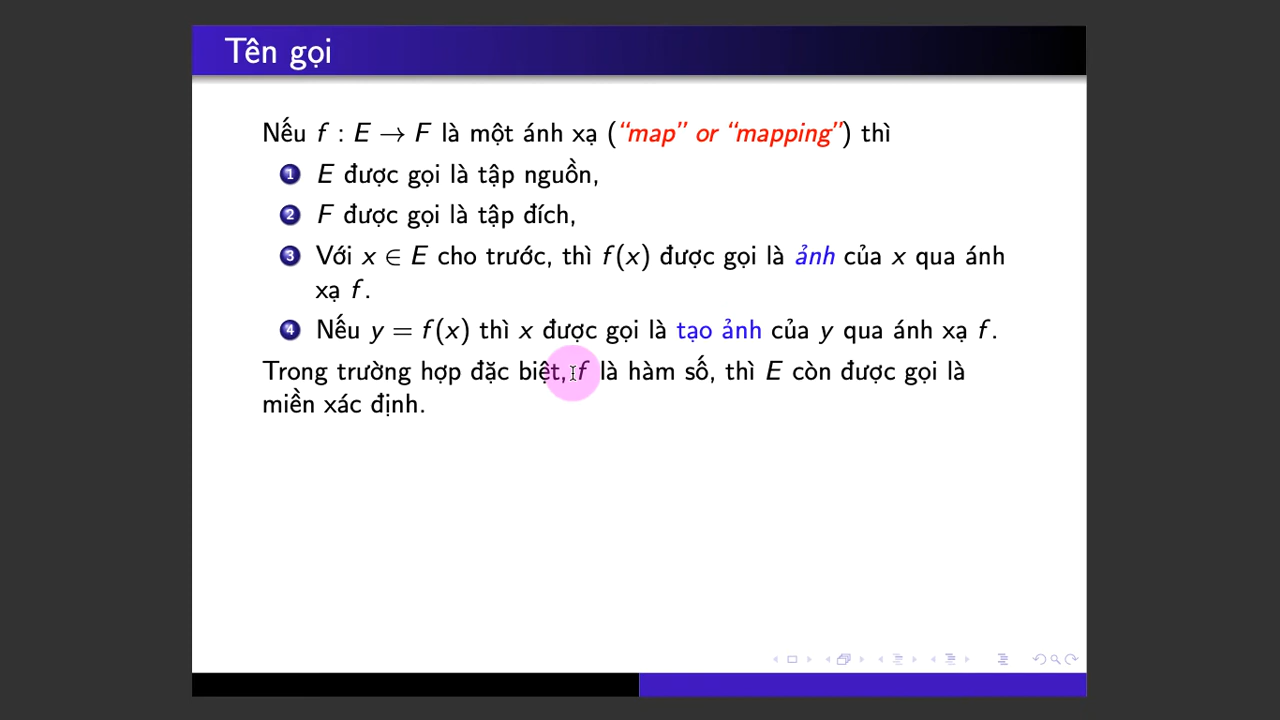 Tên gọi
Nếu f : E → F là một ánh xạ (“map” or “mapping”) thì
1 E được gọi là tập nguồn,
2 F được gọi là tập đích,
3 Với x ∈ E cho trước, thì f(x) được gọi là ảnh của x qua ánh
xạ f.
4 Nếu y = f(x) thì x được gọi là tạo ảnh của y qua ánh xạ f.
Trong trường hợp đặc biệt, f là hàm số, thì E còn được gọi là
miền xác định.